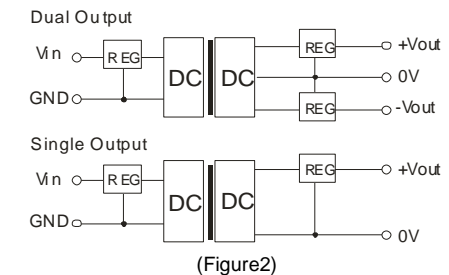 Dual Output
Vin REG DC DC REG +Vout
0V
GND REG -Vout
Single Output
Vin REG DC DC REG +Vout
GND 0V
(Figure2)